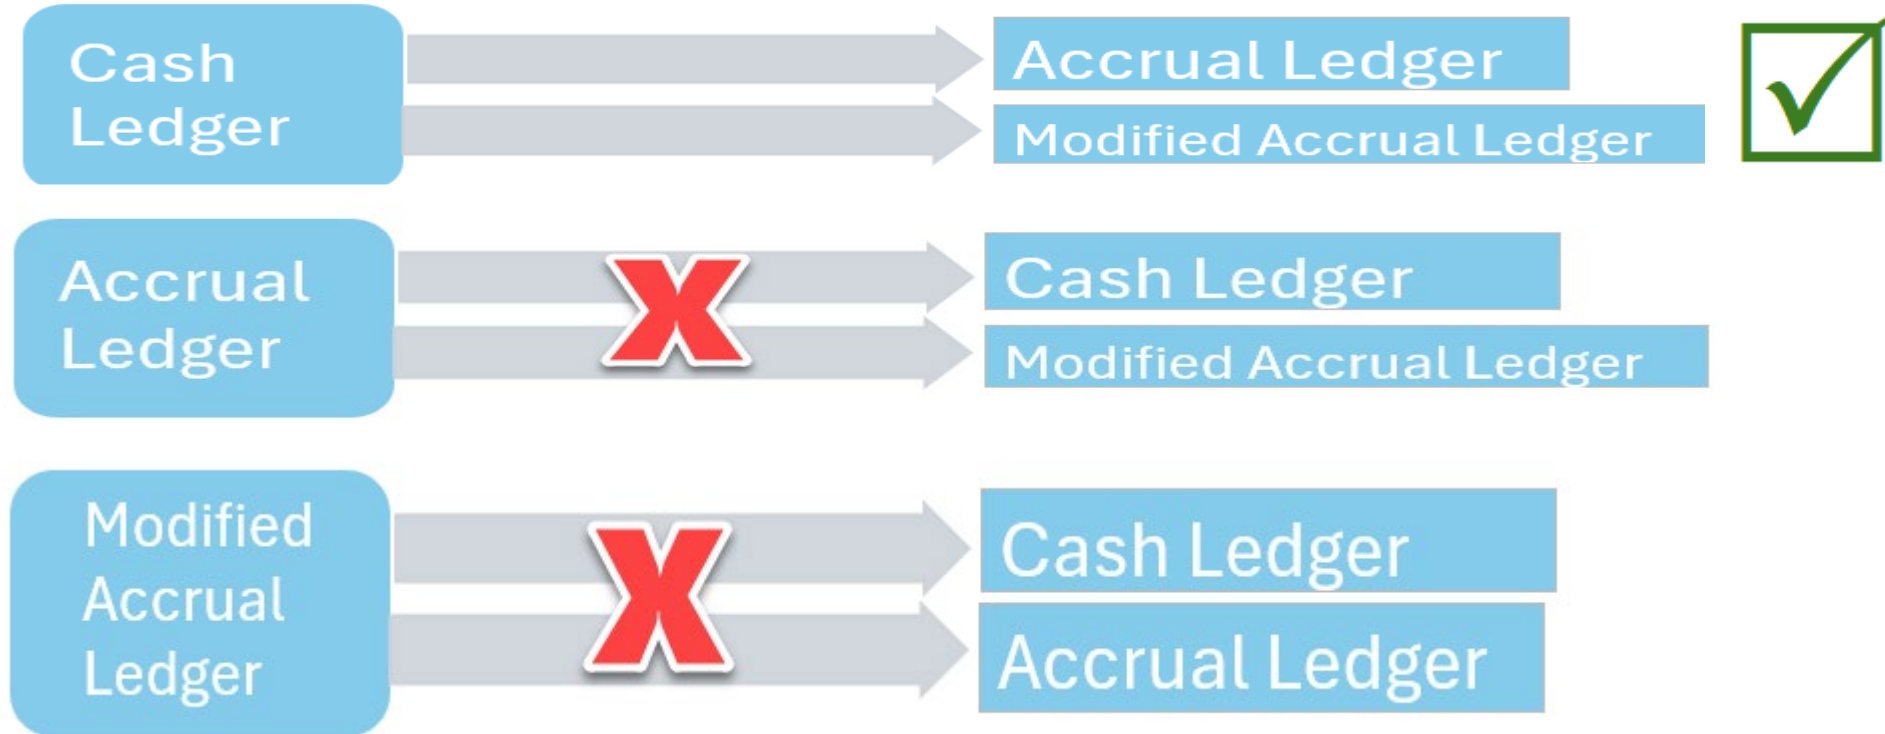 Cash
Ledger
Accrual Ledger
Modified Accrual Ledger
Accrual
Ledger
Cash Ledger
Modified Accrual Ledger
Modified
Accrual
Ledger
Cash Ledger
Accrual Ledger